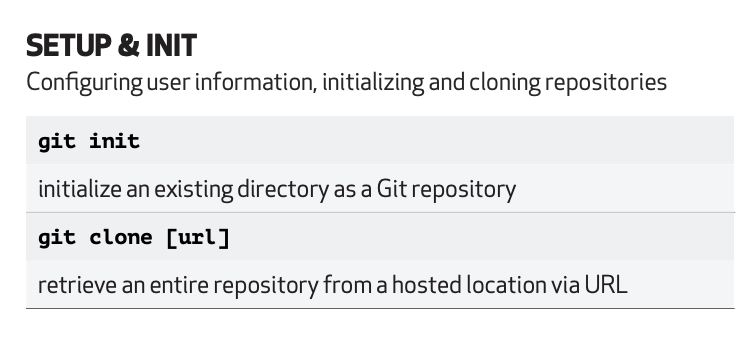 SETUP & INIT
Configuring user information, initializing and cloning repositories
git init
initialize an existing directory as a Git repository
git clone [url]
retrieve an entire repository from a hosted location via URL